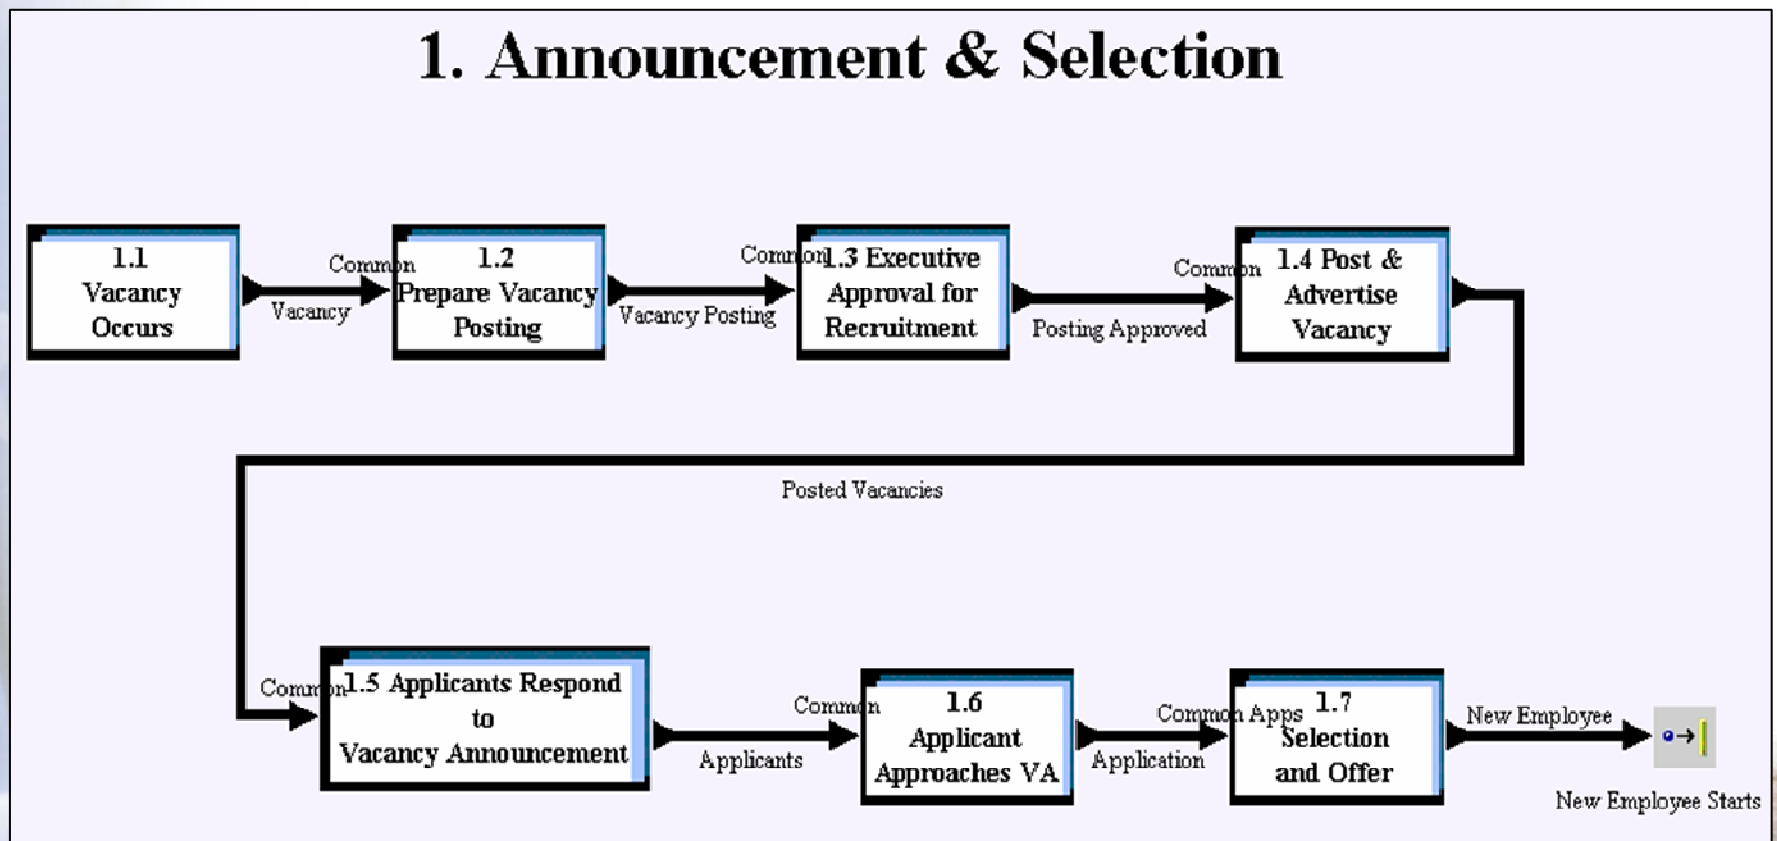 1. Announcement & Selection
1.1
Vacancy
Occurs
Common
Vacancy
1.2
Prepare Vacancy
Posting
Common
Vacancy Posting
1.3 Executive
Approval for
Recruitment
Common
Posting Approved
1.4 Post &
Advertise
Vacancy
Posted Vacancies
Common
1.5 Applicants Respond
to
Vacancy Announcement
Common
Applicants
1.6
Applicant
Approaches VA
Common Apps
Application
1.7
Selection
and Offer
New Employee
New Employee Starts